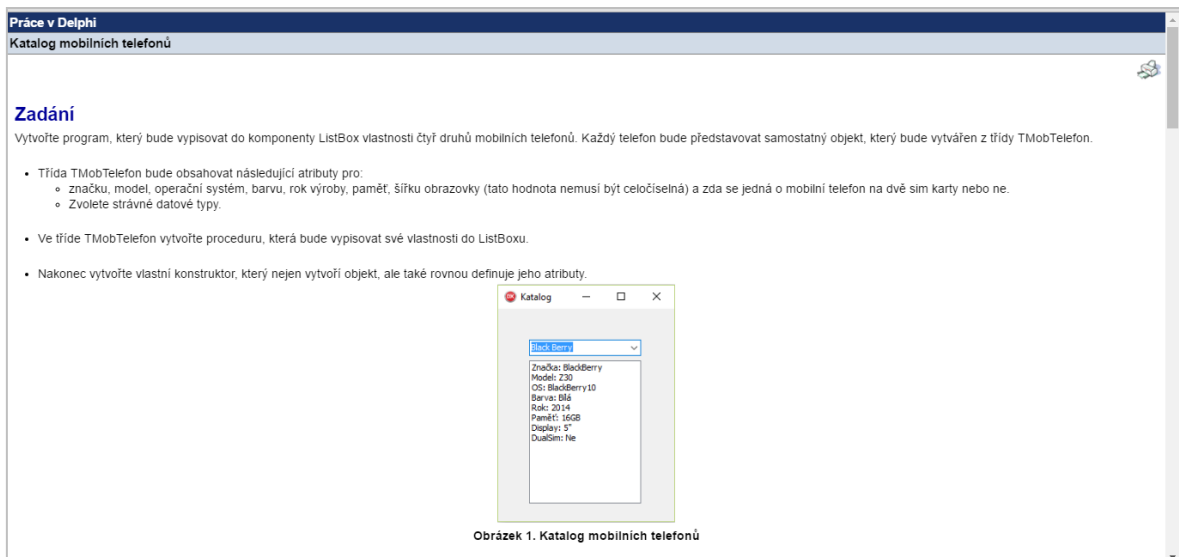 Práce v Delphi
Katalog mobilních telefonů
Zadání
Vytvořte program, který bude vypisovat do komponenty ListBox vlastnosti čtyř druhů mobilních telefonů. Každý telefon bude představovat samostatný objekt, který bude vytvářen z třídy TMobTelefon.
Třída TMobTelefon bude obsahovat následující atributy pro:
značku, model, operační systém, barvu, rok výroby, paměť, šířku obrazovky (tato hodnota nemusí být celočíselná) a zda se jedná o mobilní telefon na dvě sim karty nebo ne.
Zvolete strávné datové typy.
Ve tříde TMobTelefon vytvořte proceduru, která bude vypisovat své vlastnosti do ListBoxu.
Nakonec vytvořte vlastní konstruktor, který nejen vytvoří objekt, ale také rovnou definuje jeho atributy.
Katalog
Black Berry
Značka: BlackBerry
Model: Z30
OS: BlackBerry10
Barva: Bílá
Rok: 2014
Paměť: 16GB
Display: 5"
DualSim: Ne
Obrázek 1. Katalog mobilních telefonů